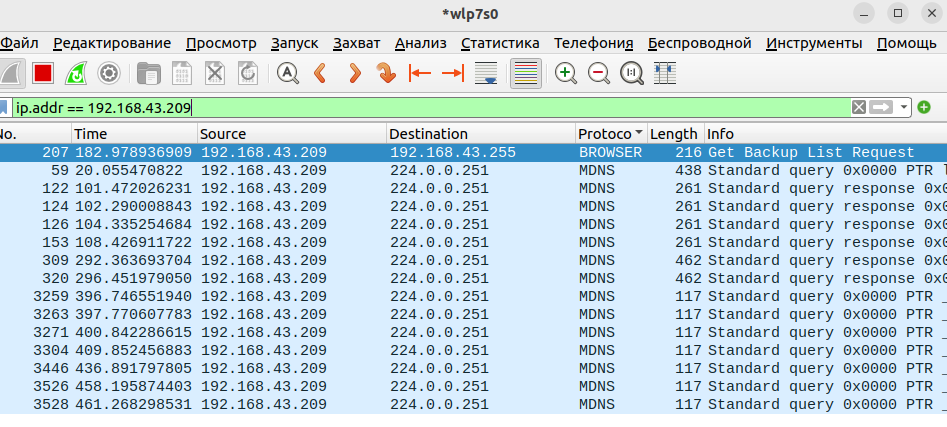 *wlp7s0
Файл Редактирование Просмотр Запуск Захват Анализ Статистика Телефония Беспроводной Инструменты Помощь
ip.addr == 192.168.43.209
No. Time Source Destination Protoco Length Info
207 182.978936909 192.168.43.209 192.168.43.255 BROWSER 216 Get Backup List Request
59 20.055470822 192.168.43.209 224.0.0.251 MDNS 438 Standard query 0x0000 PTR
122 101.472026231 192.168.43.209 224.0.0.251 MDNS 261 Standard query response 0x0
124 102.290008843 192.168.43.209 224.0.0.251 MDNS 261 Standard query response 0x0
126 104.335254684 192.168.43.209 224.0.0.251 MDNS 261 Standard query response 0x0
153 108.426911722 192.168.43.209 224.0.0.251 MDNS 261 Standard query response 0x0
309 292.363693704 192.168.43.209 224.0.0.251 MDNS 462 Standard query response 0x0
320 296.451979050 192.168.43.209 224.0.0.251 MDNS 462 Standard query response 0x0
3259 396.746551940 192.168.43.209 224.0.0.251 MDNS 117 Standard query 0x0000 PTR _
3263 397.770607783 192.168.43.209 224.0.0.251 MDNS 117 Standard query 0x0000 PTR _
3271 400.842286615 192.168.43.209 224.0.0.251 MDNS 117 Standard query 0x0000 PTR _
3304 409.852456883 192.168.43.209 224.0.0.251 MDNS 117 Standard query 0x0000 PTR _
3446 436.891797805 192.168.43.209 224.0.0.251 MDNS 117 Standard query 0x0000 PTR _
3526 458.195874403 192.168.43.209 224.0.0.251 MDNS 117 Standard query 0x0000 PTR _
3528 461.268298531 192.168.43.209 224.0.0.251 MDNS 117 Standard query 0x0000 PTR _